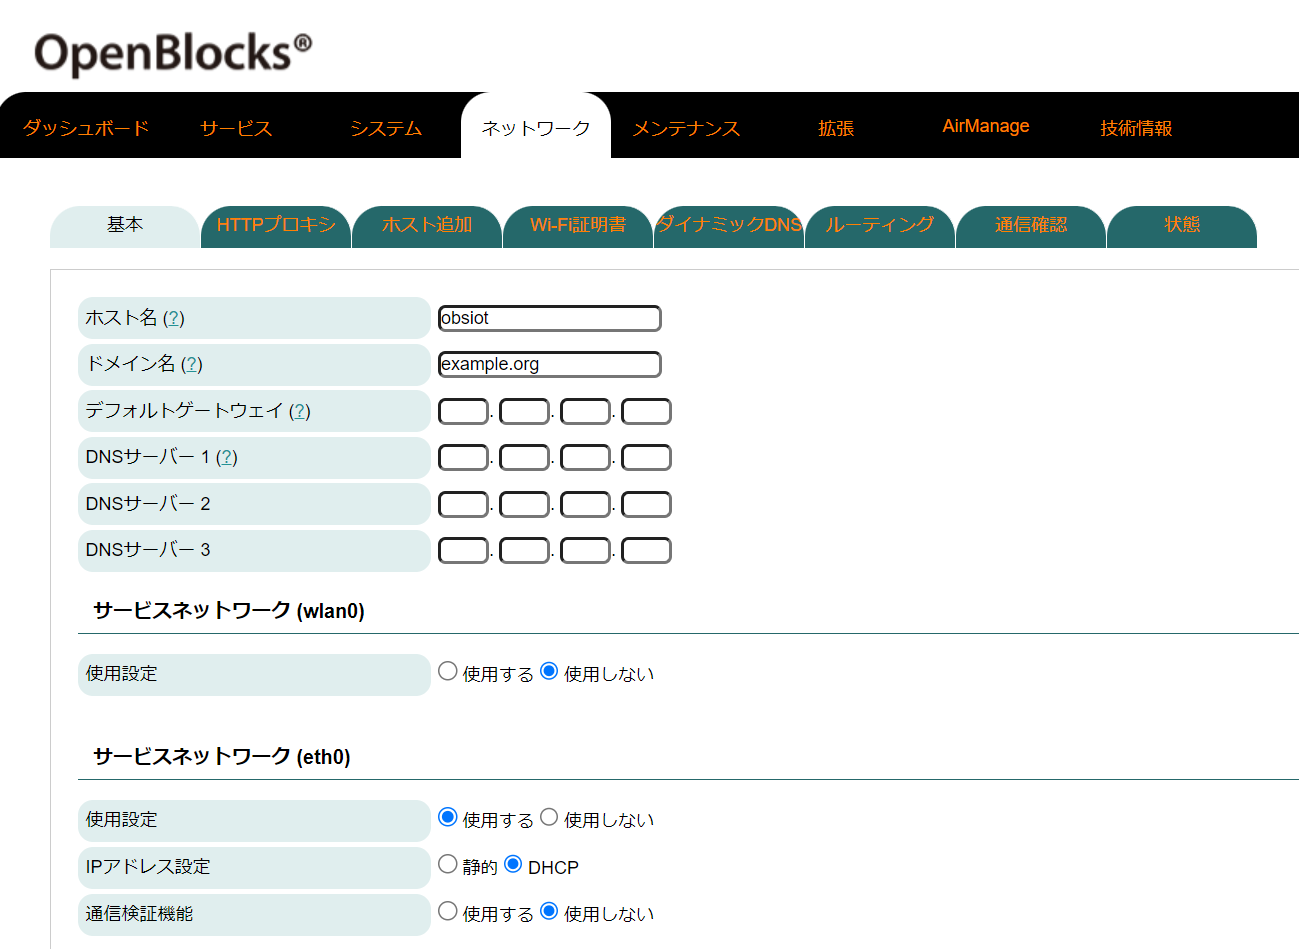 OpenBlocks®
ダッシュボード サービス システム ネットワーク メンテナンス 拡張 AirManage 技術情報
基本 HTTPプロキシ ホスト追加 Wi-Fi証明書 ダイナミックDNS ルーティング 通信確認 状態
ホスト名 (?) obsiot
ドメイン名 (?) example.org
デフォルトゲートウェイ (?) . . .
DNSサーバー 1 (?) . . .
DNSサーバー 2 . . .
DNSサーバー 3 . . .
サービスネットワーク (wlan0)
使用設定 使用する 使用しない
サービスネットワーク (eth0)
使用設定 使用する 使用しない
IPアドレス設定 静的 DHCP
通信検証機能 使用する 使用しない